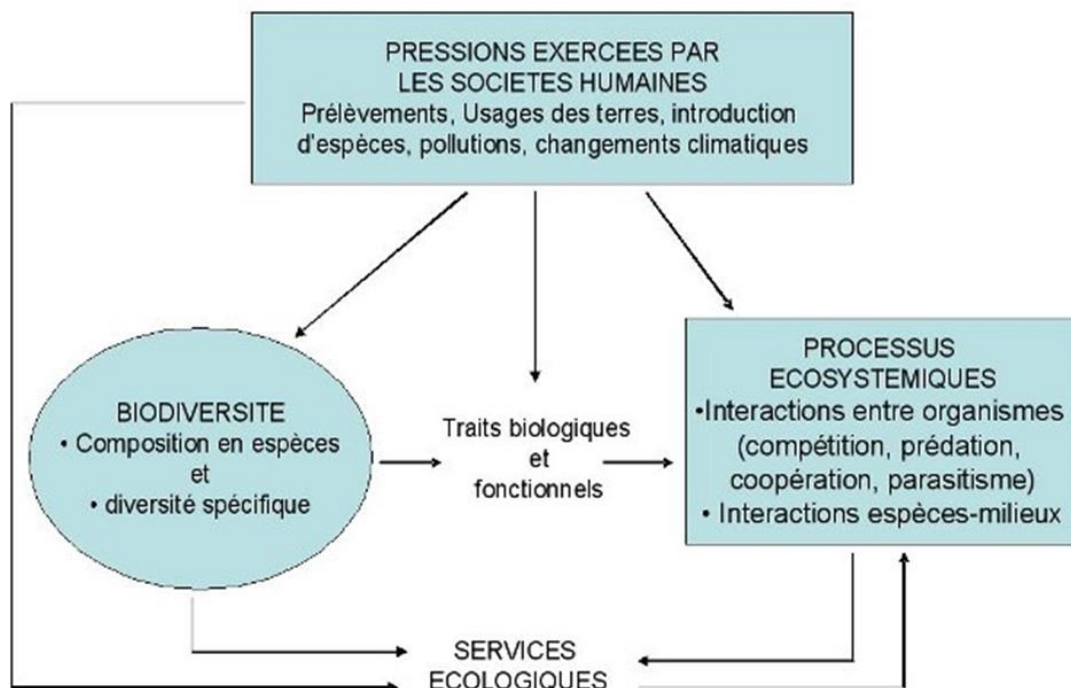 PRESSIONS EXERCEES PAR
LES SOCIETES HUMAINES
Prélèvements, Usages des terres, introduction
d'espèces, pollutions, changements climatiques
BIODIVERSITE
• Composition en espèces
et
• diversité spécifique
Traits biologiques
et
fonctionnels
PROCESSUS
ECOSYSTEMIQUES
•Interactions entre organismes
(compétition, prédation,
coopération, parasitisme)
• Interactions espèces-milieux
SERVICES
ECOLOGIQUES